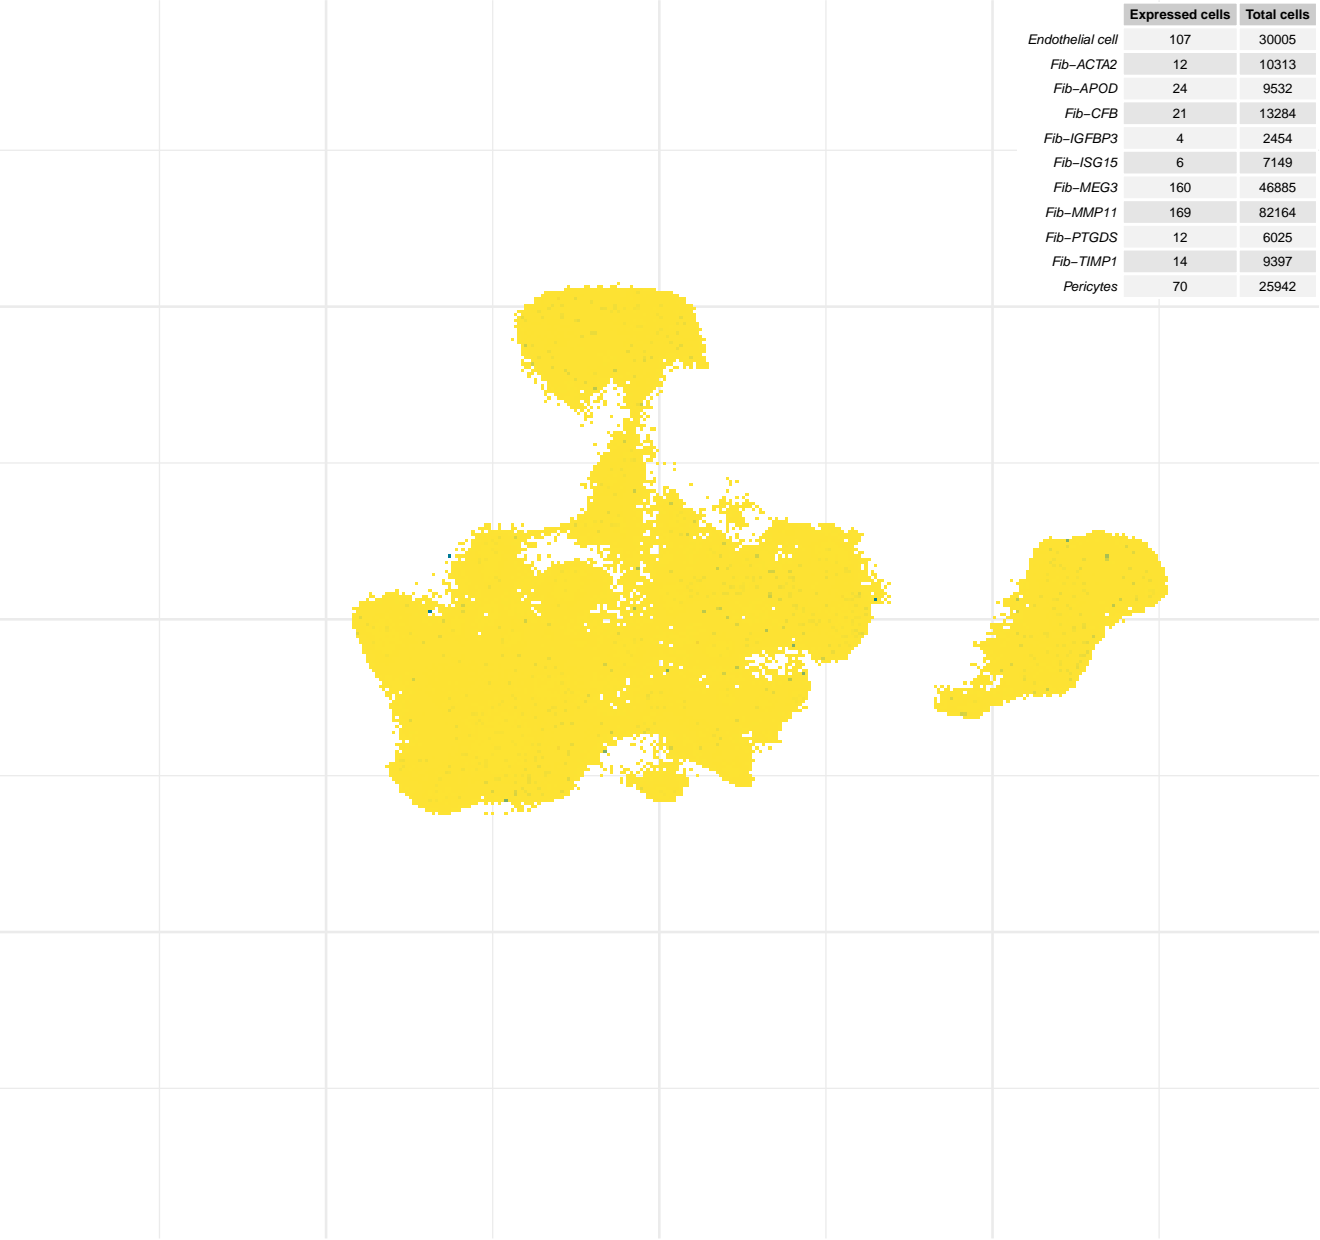 Expressed cells Total cells
Endothelial cell 107 30005
Fib−ACTA2 12 10313
Fib−APOD 24 9532
Fib−CFB 21 13284
Fib−IGFBP3 4 2454
Fib−ISG15 6 7149
Fib−MEG3 160 46885
Fib−MMP11 169 82164
Fib−PTGDS 12 6025
Fib−TIMP1 14 9397
Pericytes 70 25942